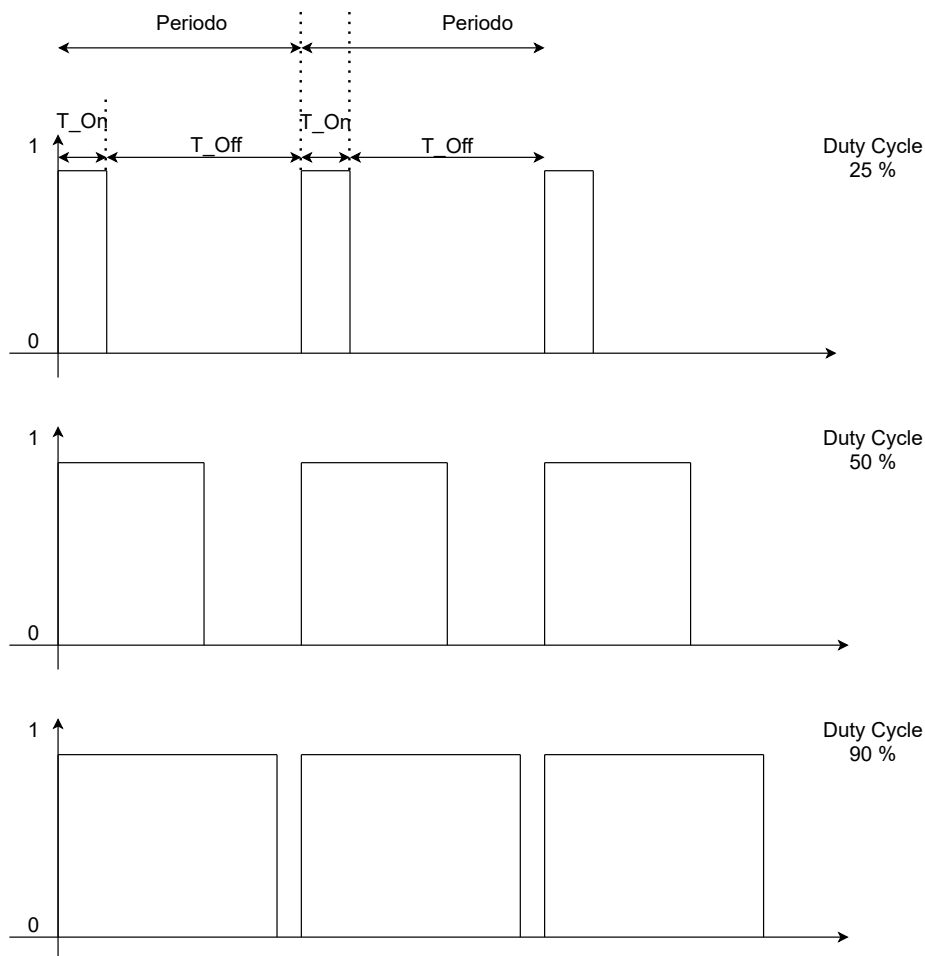 Periodo
Periodo
T_On
T_On
T_Off
T_Off
1
Duty Cycle
25 %
0
1
Duty Cycle
50 %
0
1
Duty Cycle
90 %
0